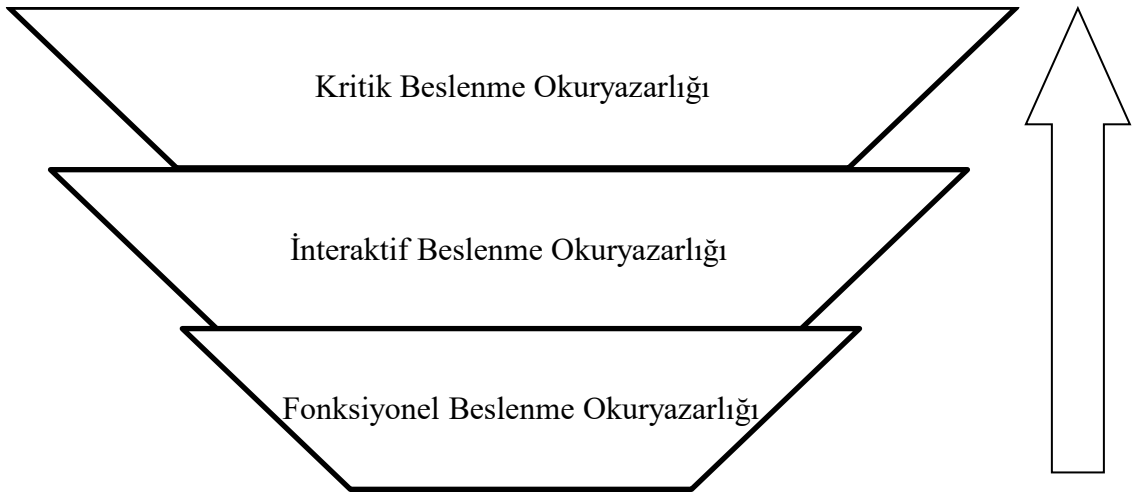 Kritik Beslenme Okuryazarlığı
İnteraktif Beslenme Okuryazarlığı
Fonksiyonel Beslenme Okuryazarlığı